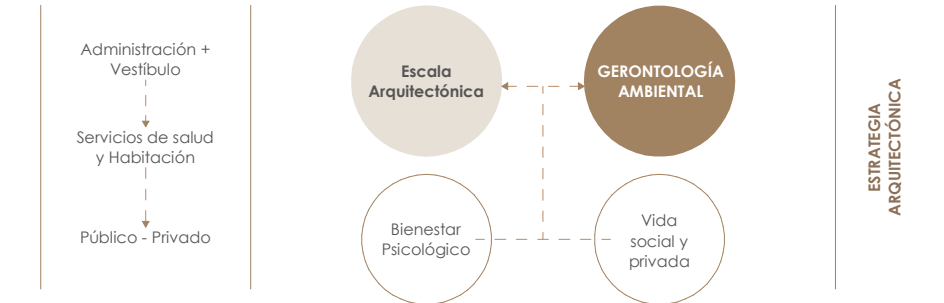 Administración +
Vestíbulo
Servicios de salud
y Habitación
Público - Privado
Escala
Arquitectónica
GERONTOLOGÍA
AMBIENTAL
Bienestar
Psicológico
Vida
social y
privada
ESTRATEGIA
ARQUITECTÓNICA